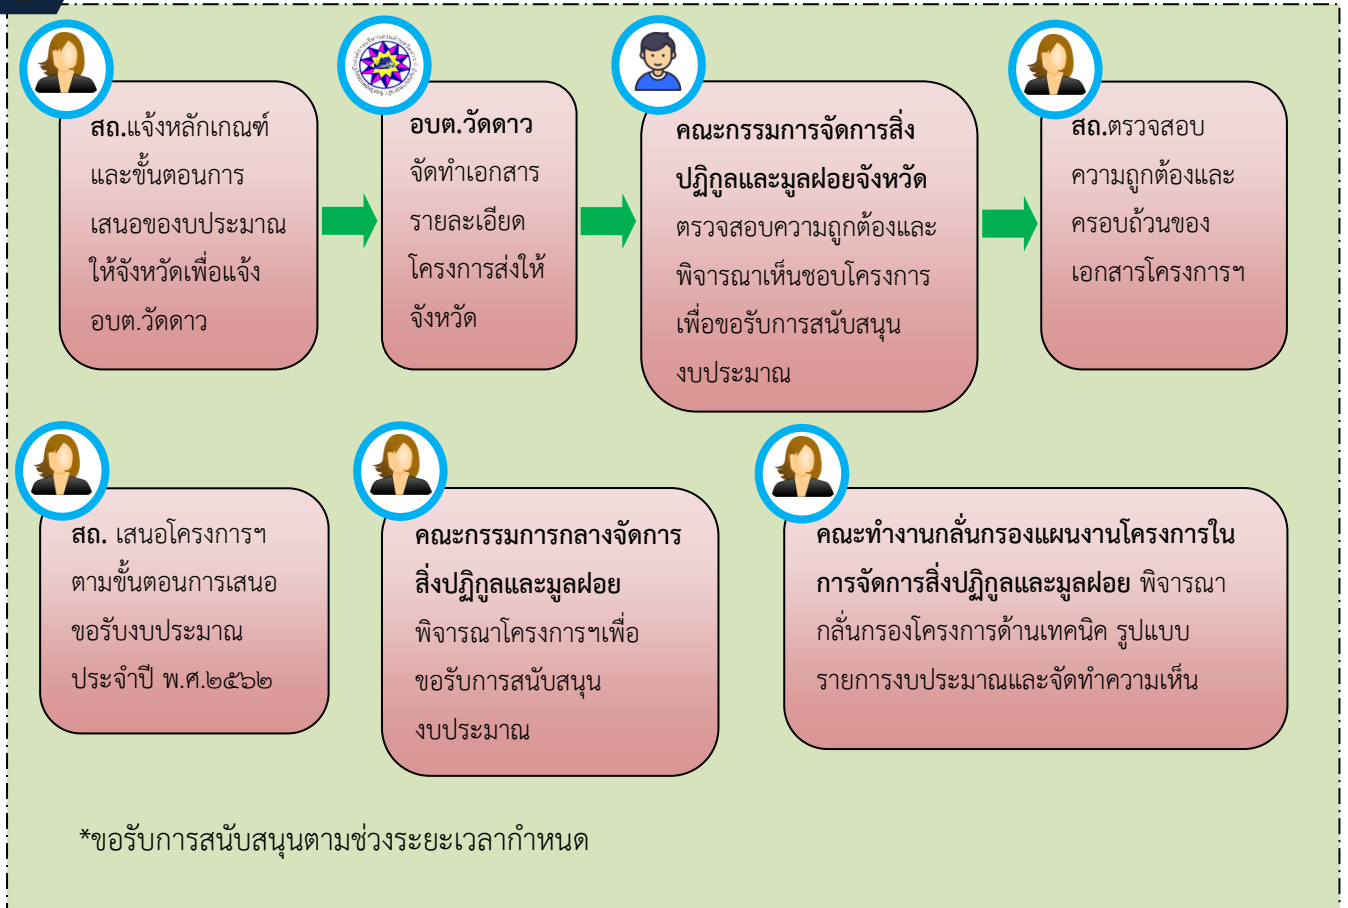 สถ.แจ้งหลักเกณฑ์
และขั้นตอนการ
เสนอของบประมาณ
ให้จังหวัดเพื่อแจ้ง
อบต.วัดดาว
อบต.วัดดาว
จัดทำเอกสาร
รายละเอียด
โครงการส่งให้
จังหวัด
คณะกรรมการจัดการสิ่ง
ปฏิกูลและมูลฝอยจังหวัด
ตรวจสอบความถูกต้องและ
พิจารณาเห็นชอบโครงการ
เพื่อขอรับการสนับสนุน
งบประมาณ
สถ.ตรวจสอบ
ความถูกต้องและ
ครอบถ้วนของ
เอกสารโครงการฯ
สถ. เสนอโครงการฯ
ตามขั้นตอนการเสนอ
ขอรับงบประมาณ
ประจำปี พ.ศ.๒๕๖๒
คณะกรรมการกลางจัดการ
สิ่งปฏิกูลและมูลฝอย
พิจารณาโครงการฯเพื่อ
ขอรับการสนับสนุน
งบประมาณ
คณะทำงานกลั่นกรองแผนงานโครงการใน
การจัดการสิ่งปฏิกูลและมูลฝอย พิจารณา
กลั่นกรองโครงการด้านเทคนิค รูปแบบ
รายการงบประมาณและจัดทำความเห็น
*ขอรับการสนับสนุนตามช่วงระยะเวลากำหนด